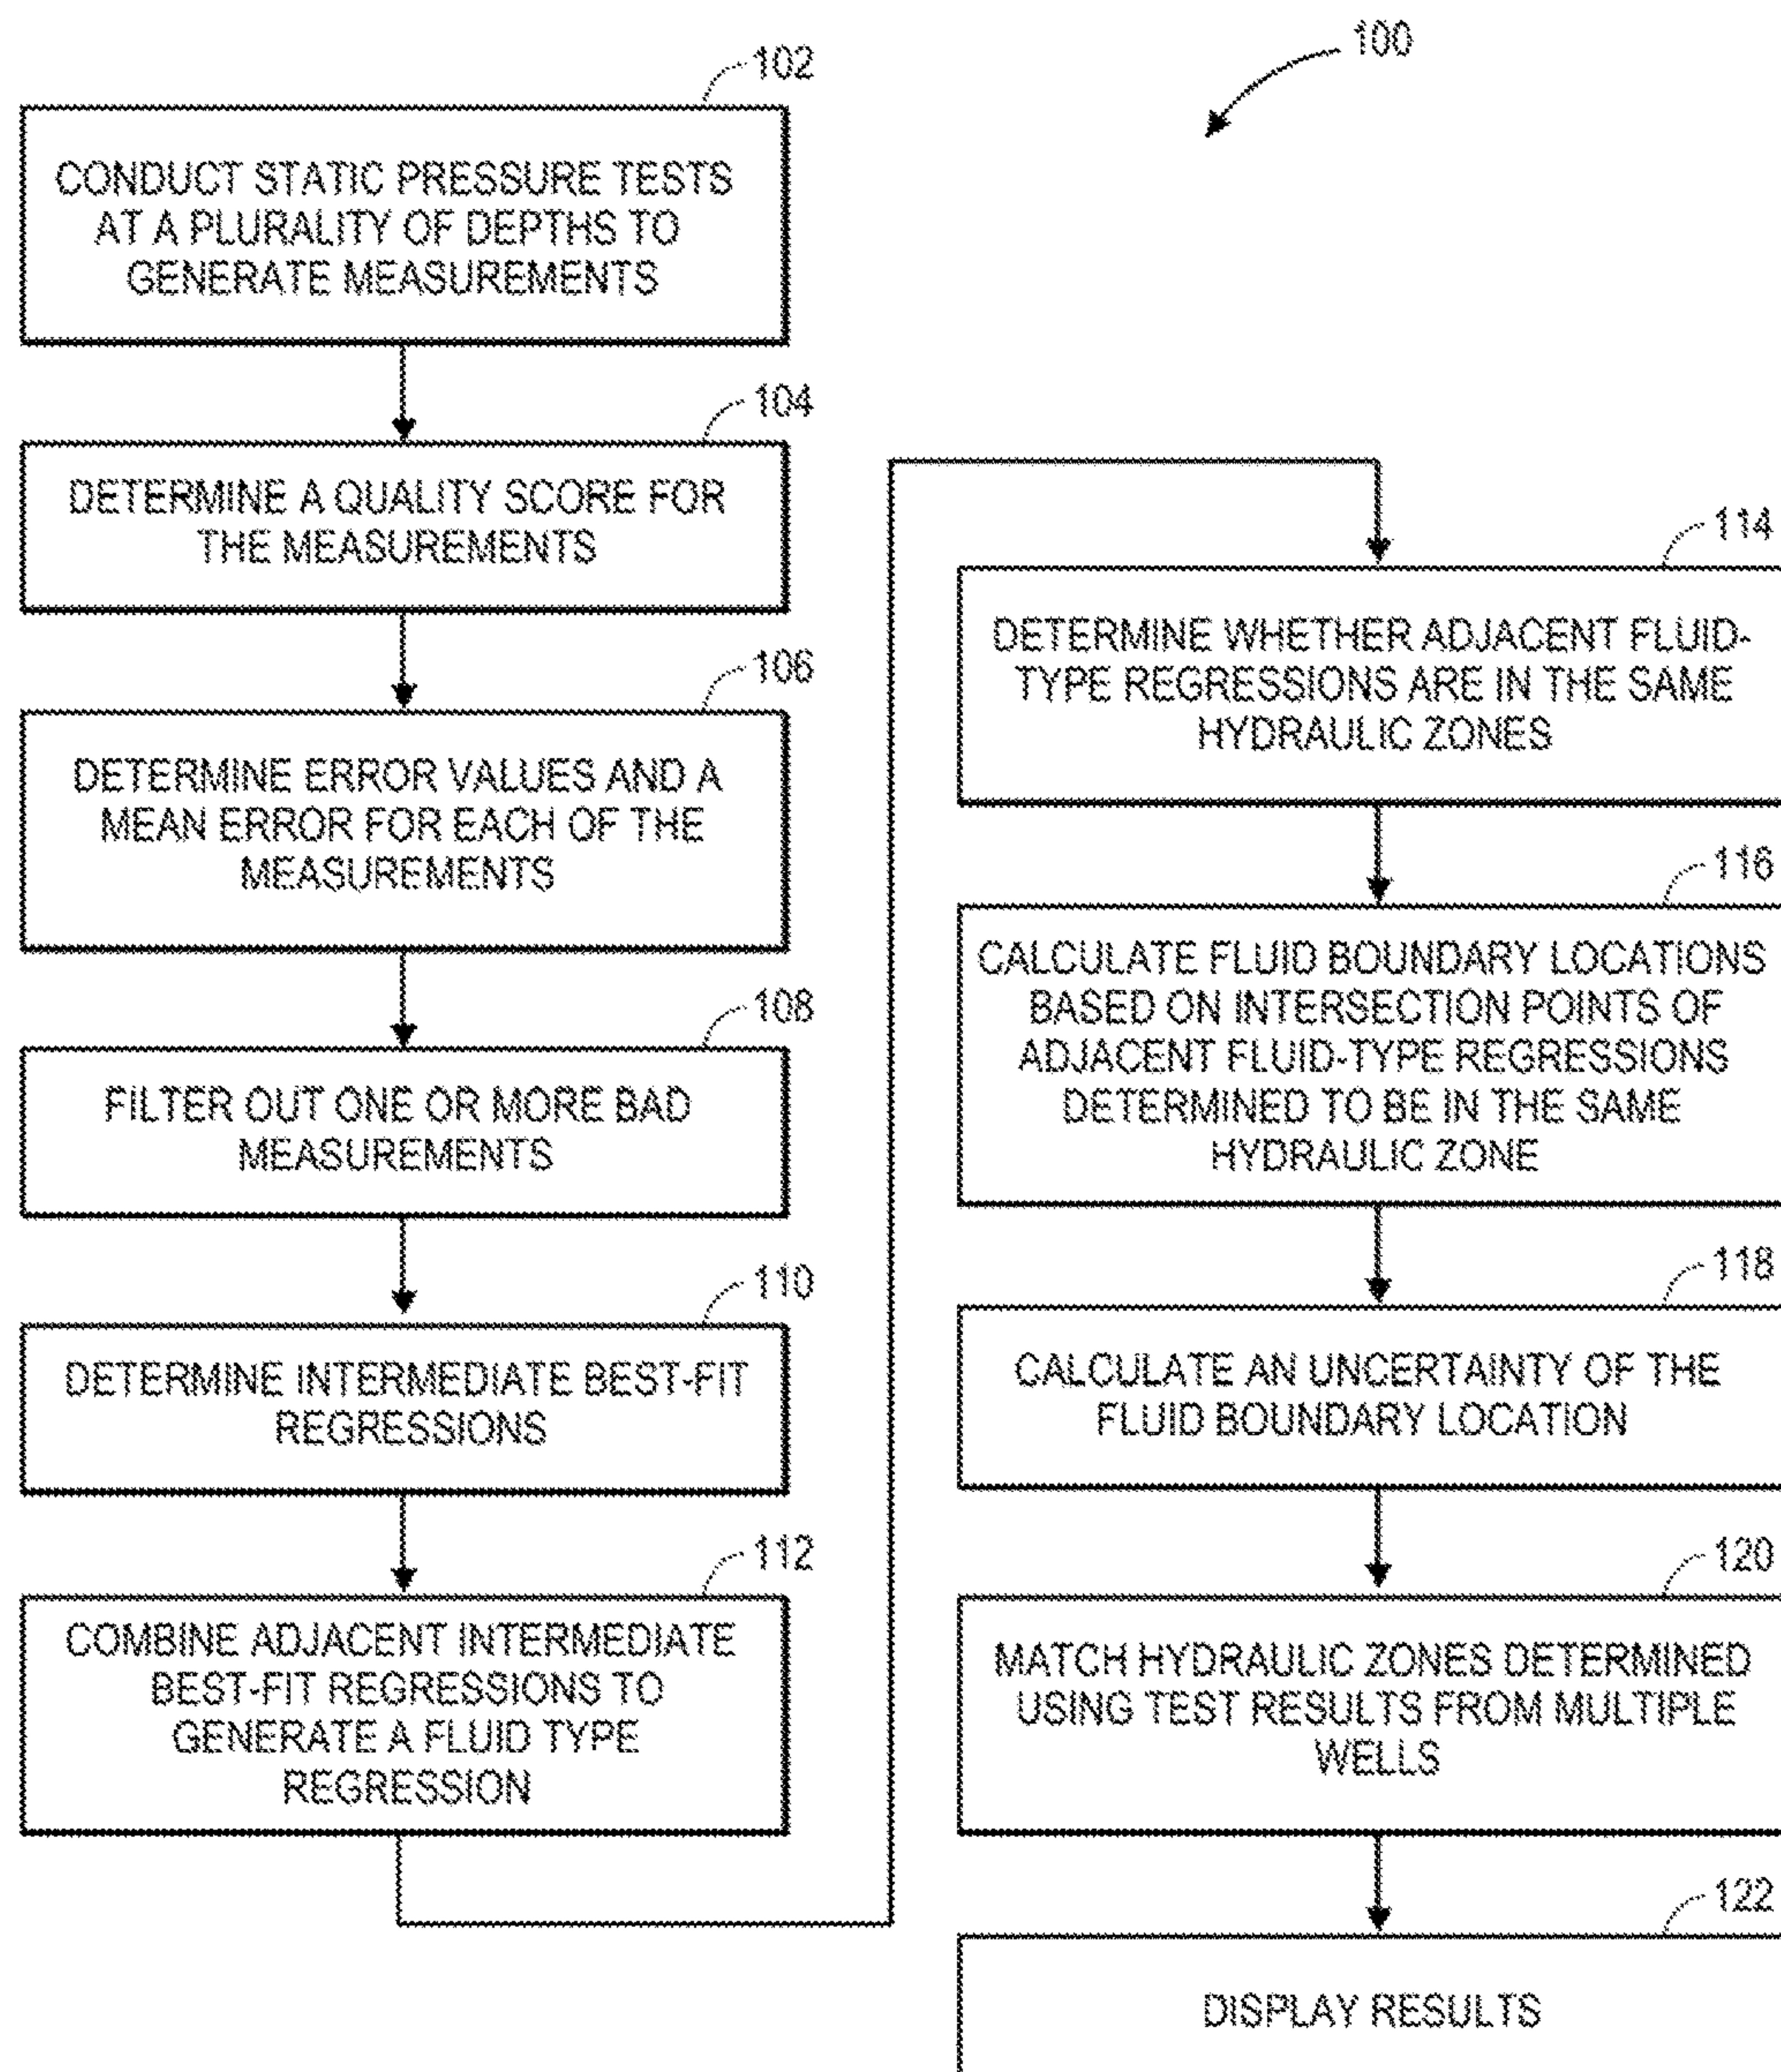 100
102
CONDUCT STATIC PRESSURE TESTS
AT A PLURALITY OF DEPTHS TO
GENERATE MEASUREMENTS
104
DETERMINE A QUALITY SCORE FOR
THE MEASUREMENTS
106
DETERMINE ERROR VALUES AND A
MEAN ERROR FOR EACH OF THE
MEASUREMENTS
108
FILTER OUT ONE OR MORE BAD
MEASUREMENTS
110
DETERMINE INTERMEDIATE BEST-FIT
REGRESSIONS
112
COMBINE ADJACENT INTERMEDIATE
BEST-FIT REGRESSIONS TO
GENERATE A FLUID TYPE
REGRESSION
114
DETERMINE WHETHER ADJACENT FLUID-
TYPE REGRESSIONS ARE IN THE SAME
HYDRAULIC ZONES
116
CALCULATE FLUID BOUNDARY LOCATIONS
BASED ON INTERSECTION POINTS OF
ADJACENT FLUID-TYPE REGRESSIONS
DETERMINED TO BE IN THE SAME
HYDRAULIC ZONE
118
CALCULATE AN UNCERTAINTY OF THE
FLUID BOUNDARY LOCATION
120
MATCH HYDRAULIC ZONES DETERMINED
USING TEST RESULTS FROM MULTIPLE
WELLS
122
DISPLAY RESULTS